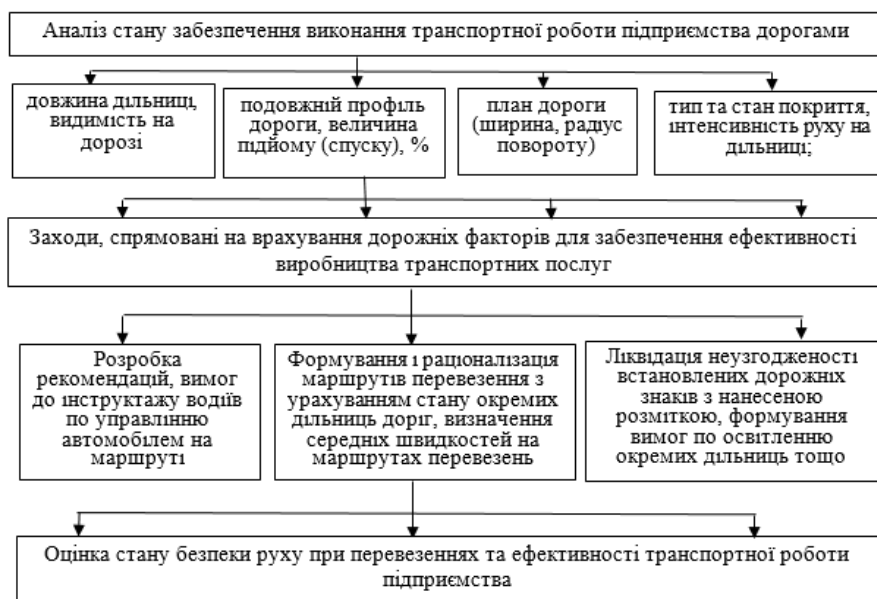 Аналіз стану забезпечення виконання транспортної роботи підприємства дорогами
довжина дільниці,
видимість на
дорозі
подовжній профіль
дороги, величина
підйому (спуску), %
план дороги
(ширина, радіус
повороту)
тип та стан покриття,
інтенсивність руху на
дільниці;
Заходи, спрямовані на врахування дорожніх факторів для забезпечення ефективності
виробництва транспортних послуг
Розробка
рекомендацій, вимог
до інструктажу водіїв
по управлінню
автомобілем на
маршруті
Формування і раціоналізація
маршрутів перевезення з
урахуванням стану окремих
дільниць доріг, визначення
середніх швидкостей на
маршрутах перевезень
Ліквідація неузгодженості
встановлених дорожніх
знаків з нанесеною
розміткою, формування
вимог по освітленню
окремих дільниць тощо
Оцінка стану безпеки руху при перевезеннях та ефективності транспортної роботи
підприємства